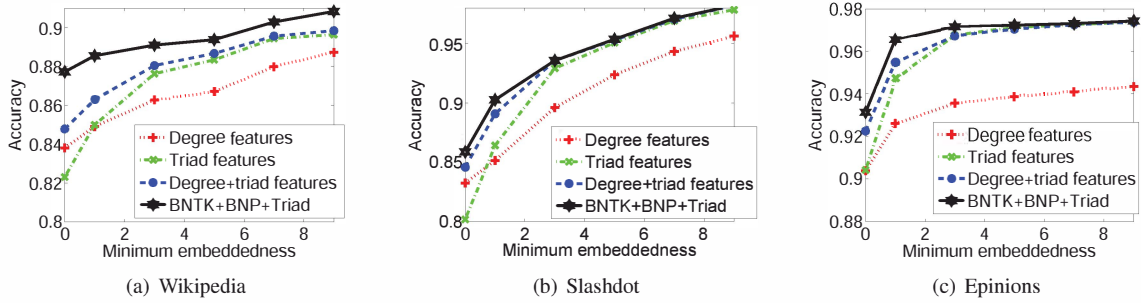 0.9
0.88
0.86
0.84
0.82
0.8
Accuracy
Degree features
Triad features
Degree+triad features
BNTK+BNP+Triad
0 2 4 6 8
Minimum embeddedness
(a) Wikipedia
0.95
0.9
0.85
0.8
Accuracy
Degree features
Triad features
Degree+triad features
BNTK+BNP+Triad
0 2 4 6 8
Minimum embeddedness
(b) Slashdot
0.98
0.96
0.94
0.92
0.9
0.88
Accuracy
Degree features
Triad features
Degree+triad features
BNTK+BNP+Triad
0 2 4 6 8
Minimum embeddedness
(c) Epinions